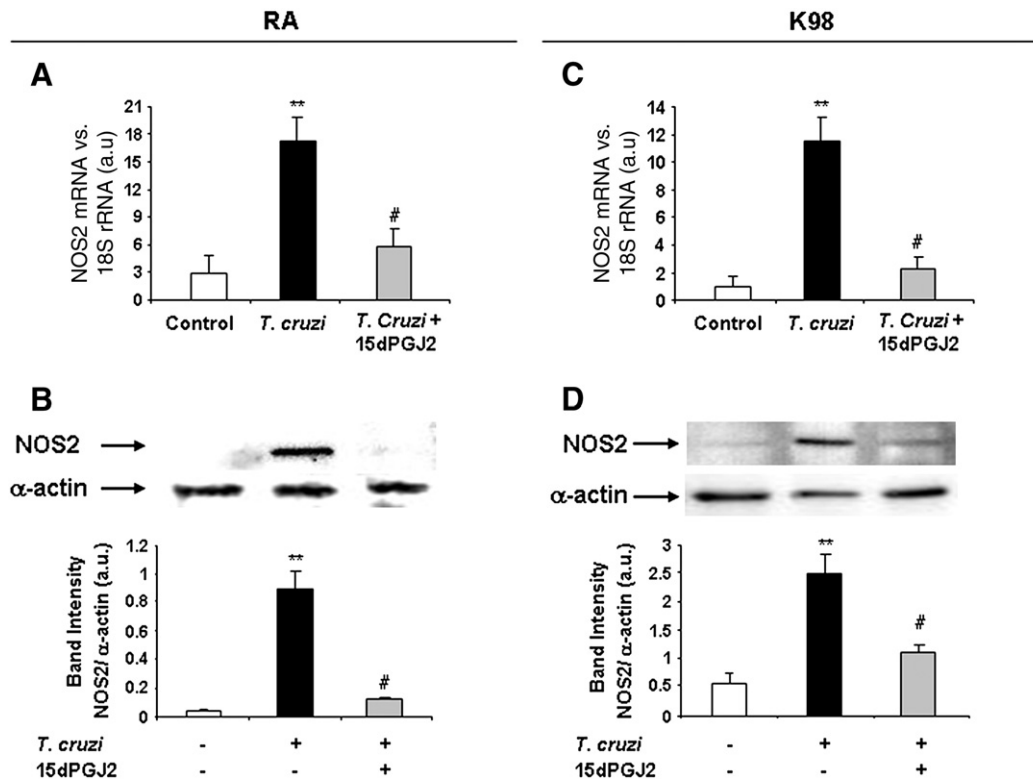 RA
K98
A
NOS2 mRNA vs.
18S rRNA (a.u)
21
18
15
12
9
6
3
0
**
#
Control
T. cruzi
T. Cruzi +
15dPGJ2
C
NOS2 mRNA vs.
18S rRNA (a.u)
14
12
10
8
6
4
2
0
**
#
Control
T. cruzi
T. Cruzi +
15dPGJ2
B
NOS2
α-actin
Band Intensity
NOS2/ α-actin (a.u.)
1.2
1
0.8
0.6
0.4
0.2
0
**
#
T. cruzi - + +
15dPGJ2 - - +
D
NOS2
α-actin
Band Intensity
NOS2/ α-actin (a.u.)
3
2.5
2
1.5
1
0.5
0
**
#
T. cruzi - + +
15dPGJ2 - - +